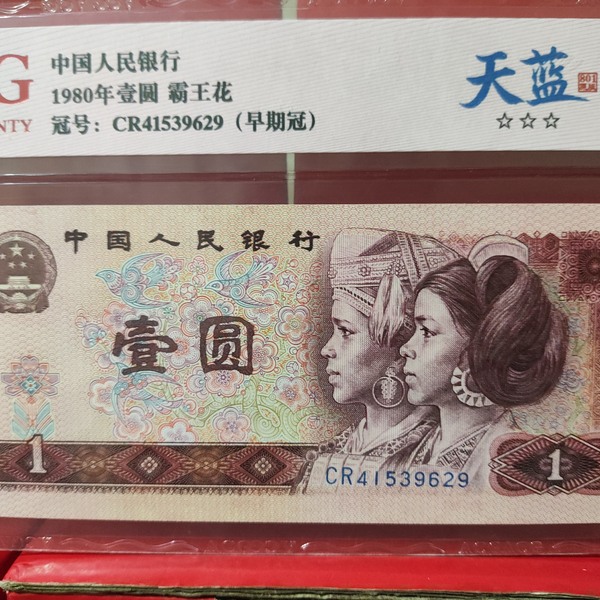 G
NTY
中国人民银行
1980年壹圆 霸王花
冠号：CR41539629（早期冠）
天蓝
801
☆☆☆
中国人民银行
壹圆
1
CR41539629
1